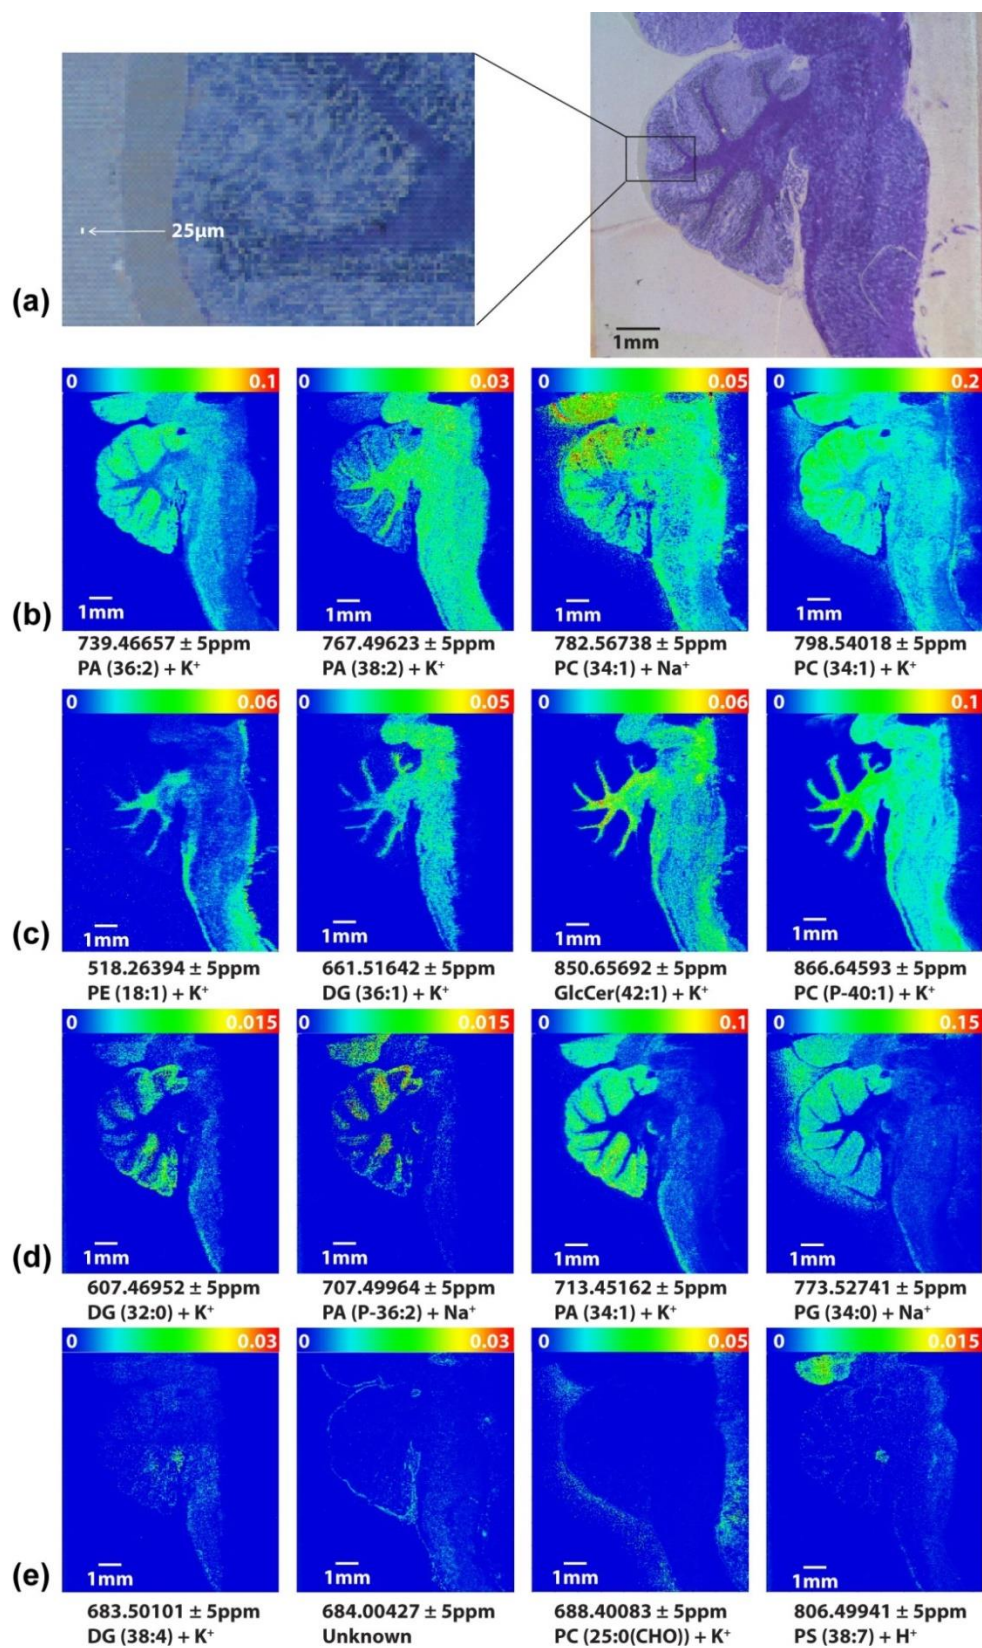 25µm
(a)
1mm
0 0.1 0 0.03 0 0.05 0 0.2
1mm 1mm 1mm 1mm
(b)
739.46657 ± 5ppm 767.49623 ± 5ppm 782.56738 ± 5ppm 798.54018 ± 5ppm
PA (36:2) + K⁺ PA (38:2) + K⁺ PC (34:1) + Na⁺ PC (34:1) + K⁺
0 0.06 0 0.05 0 0.06 0 0.1
1mm 1mm 1mm 1mm
(c)
518.26394 ± 5ppm 661.51642 ± 5ppm 850.65692 ± 5ppm 866.64593 ± 5ppm
PE (18:1) + K⁺ DG (36:1) + K⁺ GlcCer(42:1) + K⁺ PC (P-40:1) + K⁺
0 0.015 0 0.015 0 0.1 0 0.15
1mm 1mm 1mm 1mm
(d)
607.46952 ± 5ppm 707.49964 ± 5ppm 713.45162 ± 5ppm 773.52741 ± 5ppm
DG (32:0) + K⁺ PA (P-36:2) + Na⁺ PA (34:1) + K⁺ PG (34:0) + Na⁺
0 0.03 0 0.03 0 0.05 0 0.015
1mm 1mm 1mm 1mm
(e)
683.50101 ± 5ppm 684.00427 ± 5ppm 688.40083 ± 5ppm 806.49941 ± 5ppm
DG (38:4) + K⁺ Unknown PC (25:0(CHO)) + K⁺ PS (38:7) + H⁺